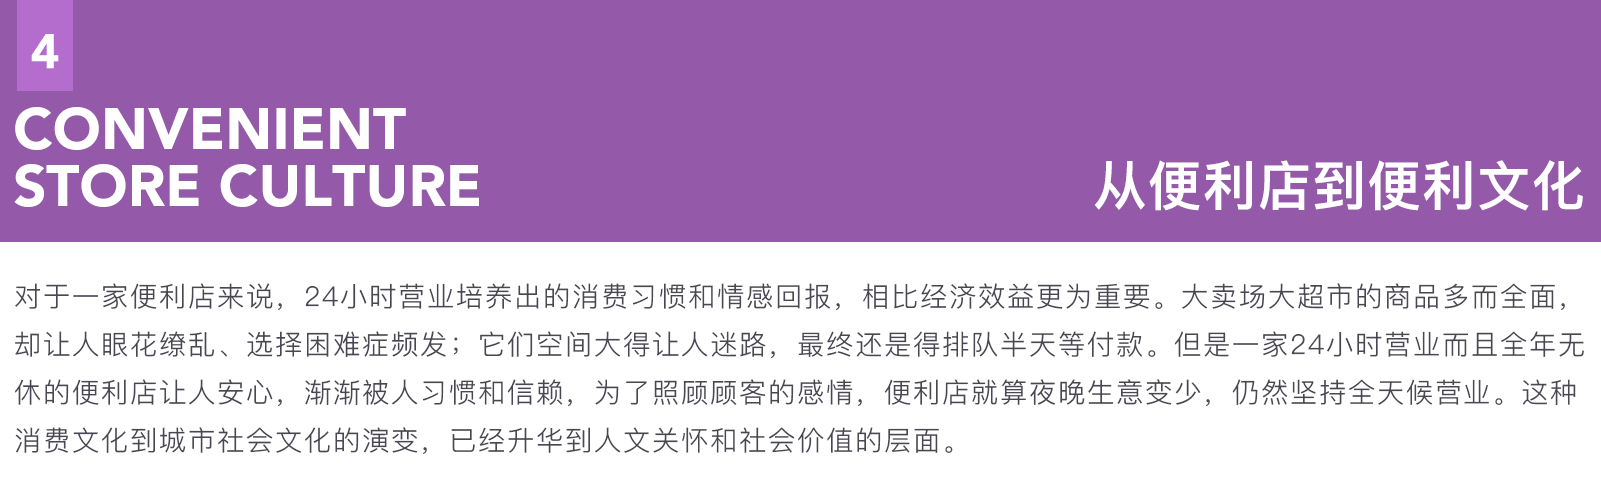 4
CONVENIENT
STORE CULTURE
从便利店到便利文化
对于一家便利店来说，24小时营业培养出的消费习惯和情感回报，相比经济效益更为重要。大卖场大超市的商品多而全面，
却让人眼花缭乱、选择困难症频发；它们空间大得让人迷路，最终还是得排队半天等付款。但是一家24小时营业而且全年无
休的便利店让人安心，渐渐被人习惯和信赖，为了照顾顾客的感情，便利店就算夜晚生意变少，仍然坚持全天候营业。这种
消费文化到城市社会文化的演变，已经升华到人文关怀和社会价值的层面。